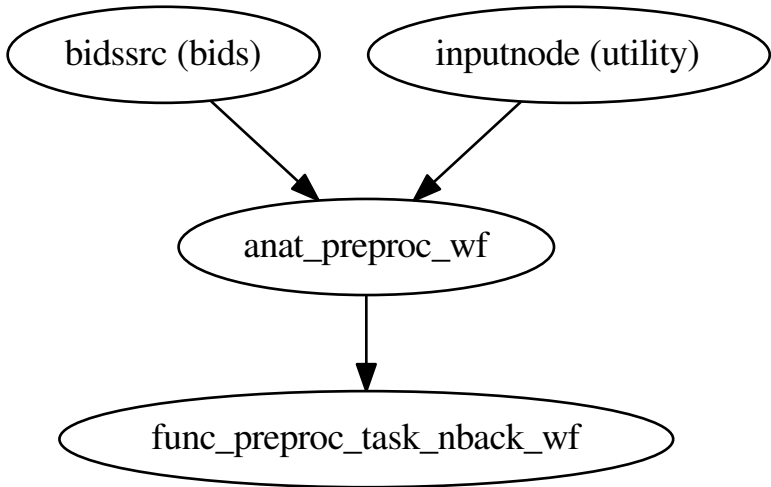 bidssrc (bids)
inputnode (utility)
anat_preproc_wf
func_preproc_task_nback_wf